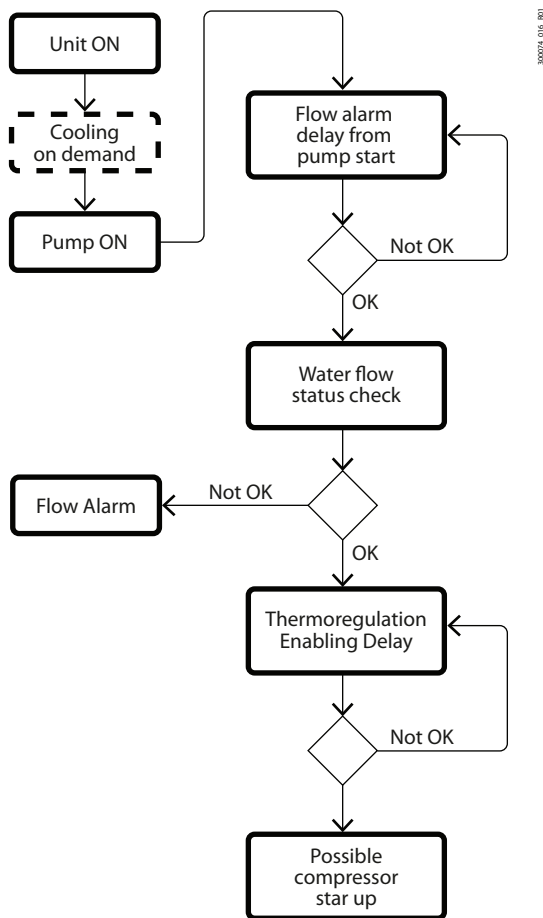 Unit ON
Cooling
on demand
Pump ON
Flow alarm
delay from
pump start
Not OK
OK
Water flow
status check
Not OK
Flow Alarm
OK
Thermoregulation
Enabling Delay
Not OK
Possible
compressor
star up
300074_016_R01